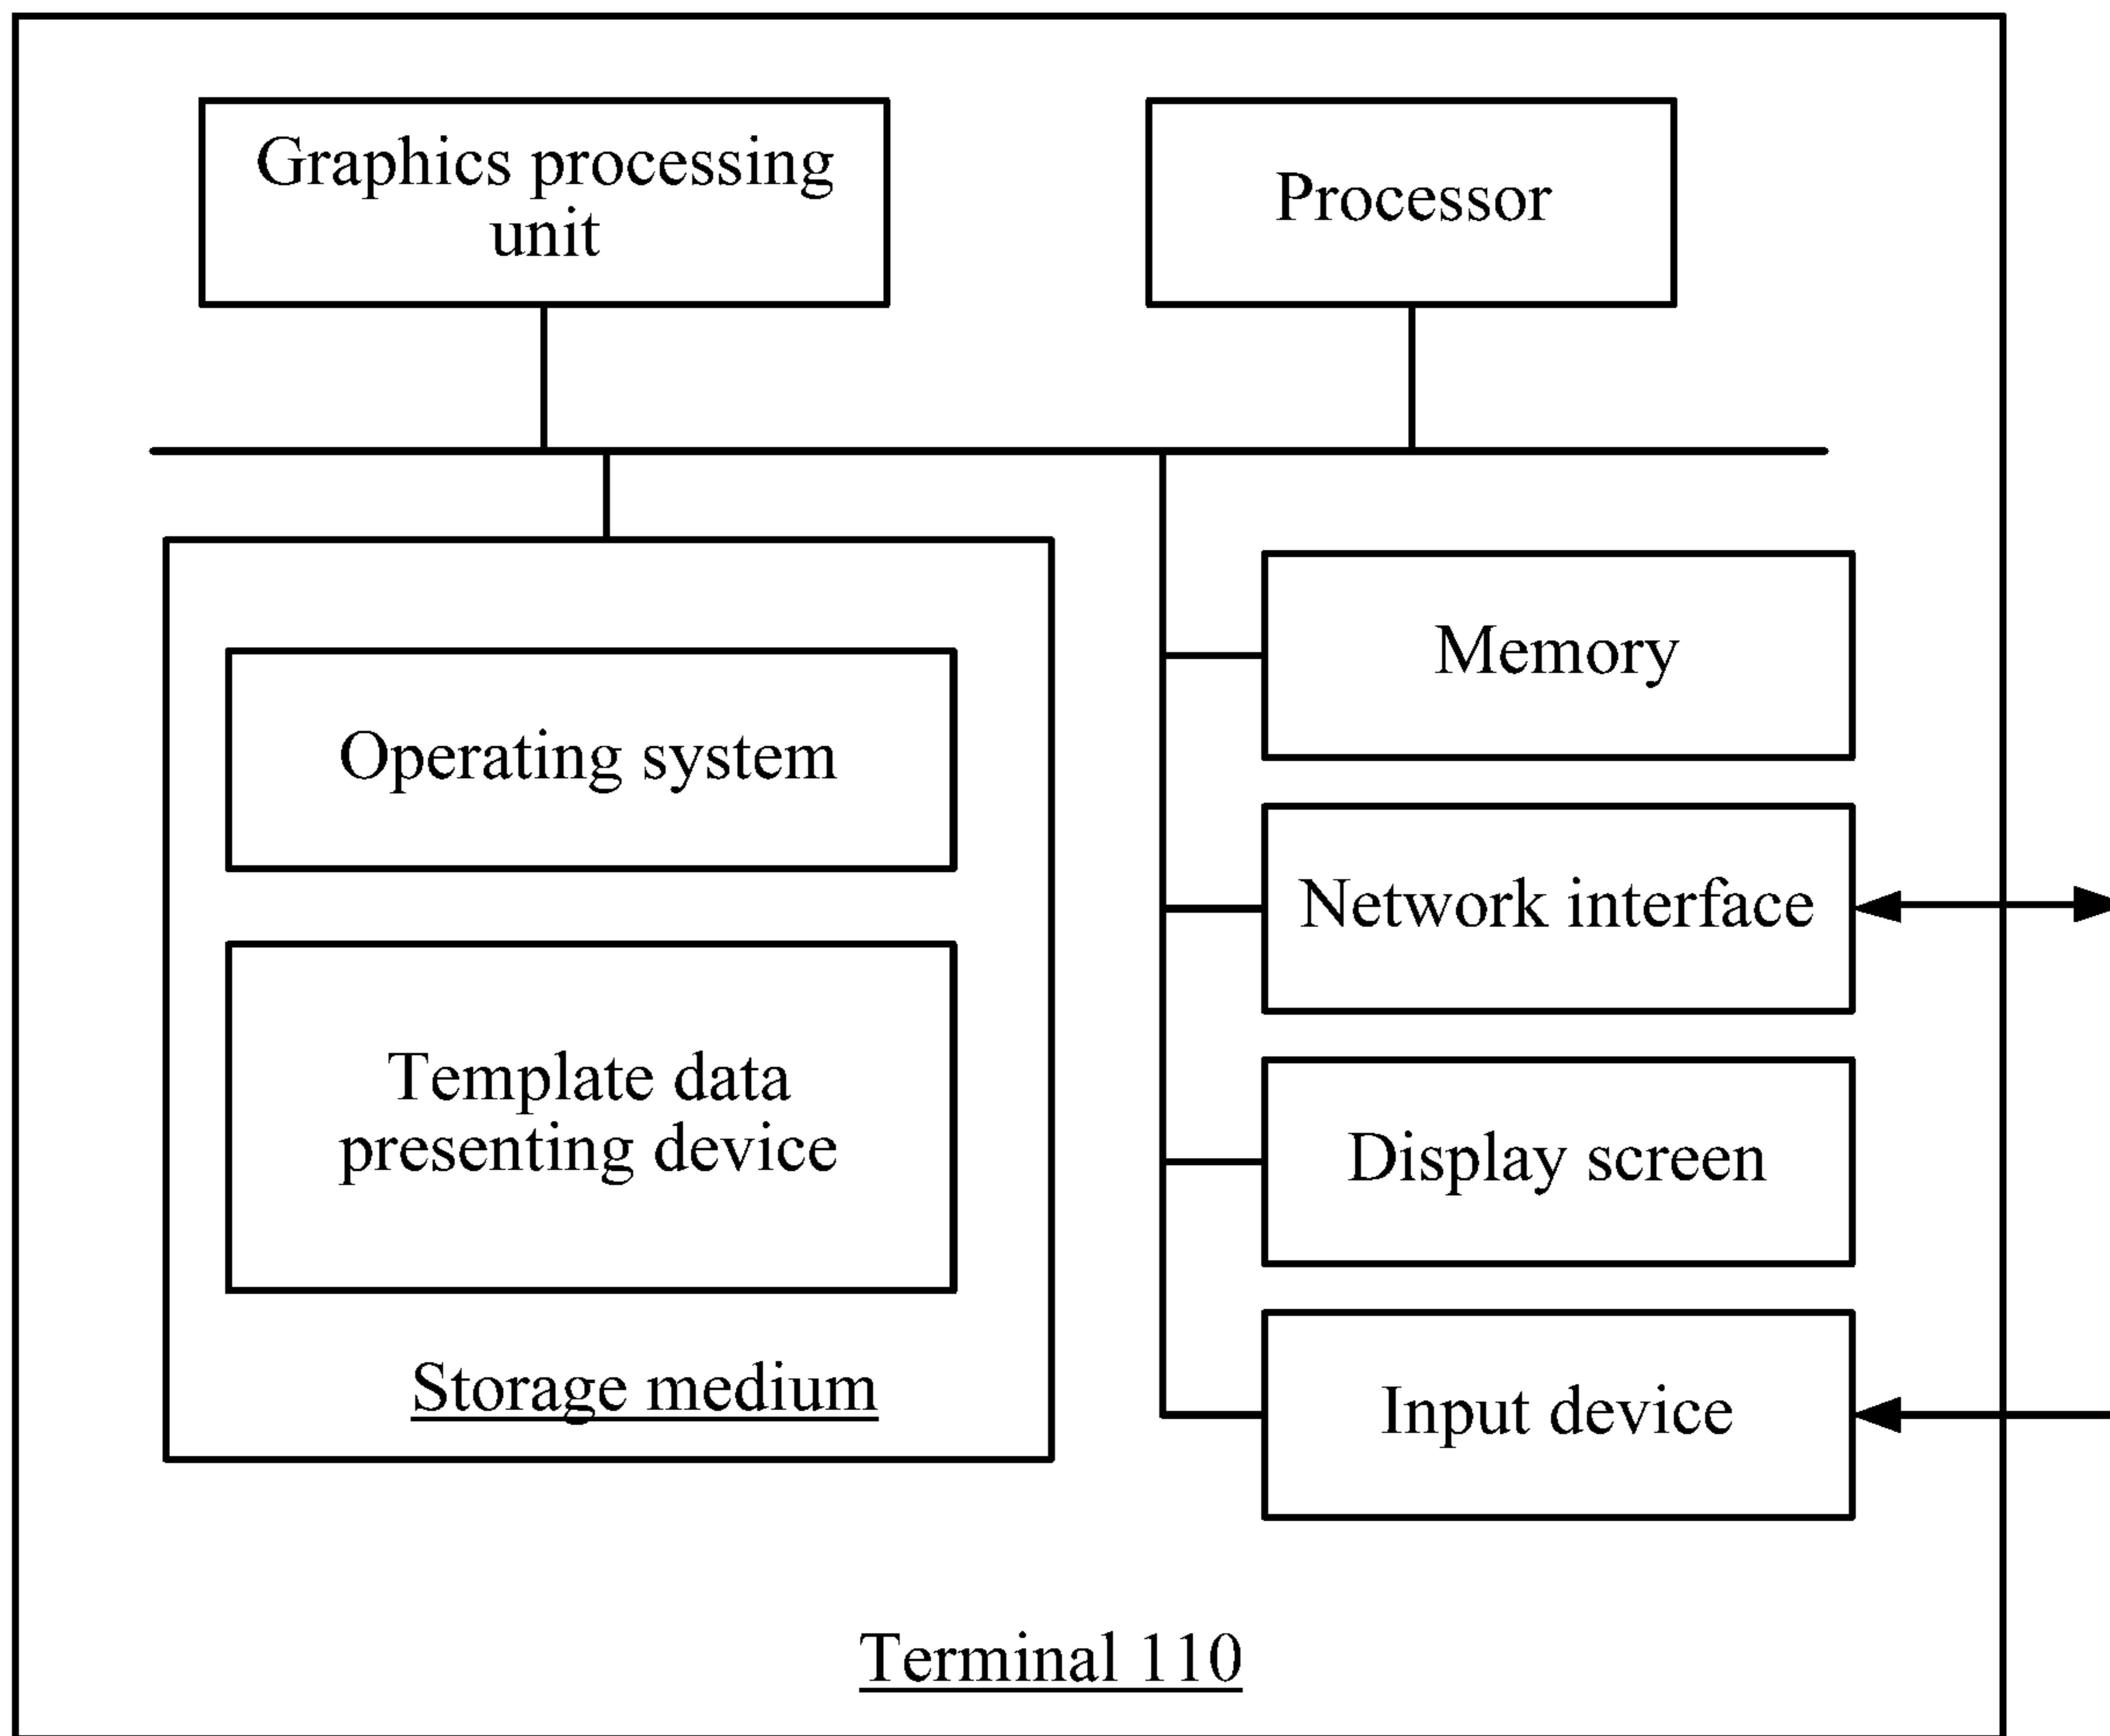 Graphics processing
unit
Processor
Operating system
Template data
presenting device
Storage medium
Memory
Network interface
Display screen
Input device
Terminal 110